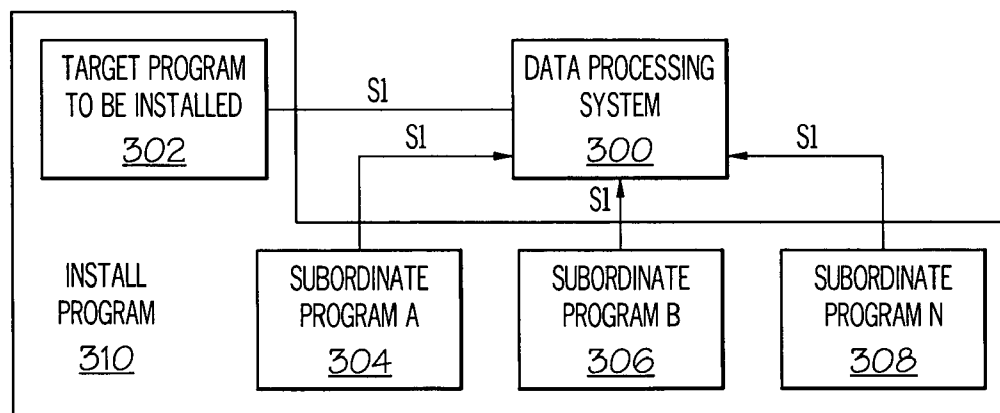 TARGET PROGRAM
TO BE INSTALLED
302
S1
S1
DATA PROCESSING
SYSTEM
300
S1
S1
INSTALL
PROGRAM
310
SUBORDINATE
PROGRAM A
304
SUBORDINATE
PROGRAM B
306
SUBORDINATE
PROGRAM N
308